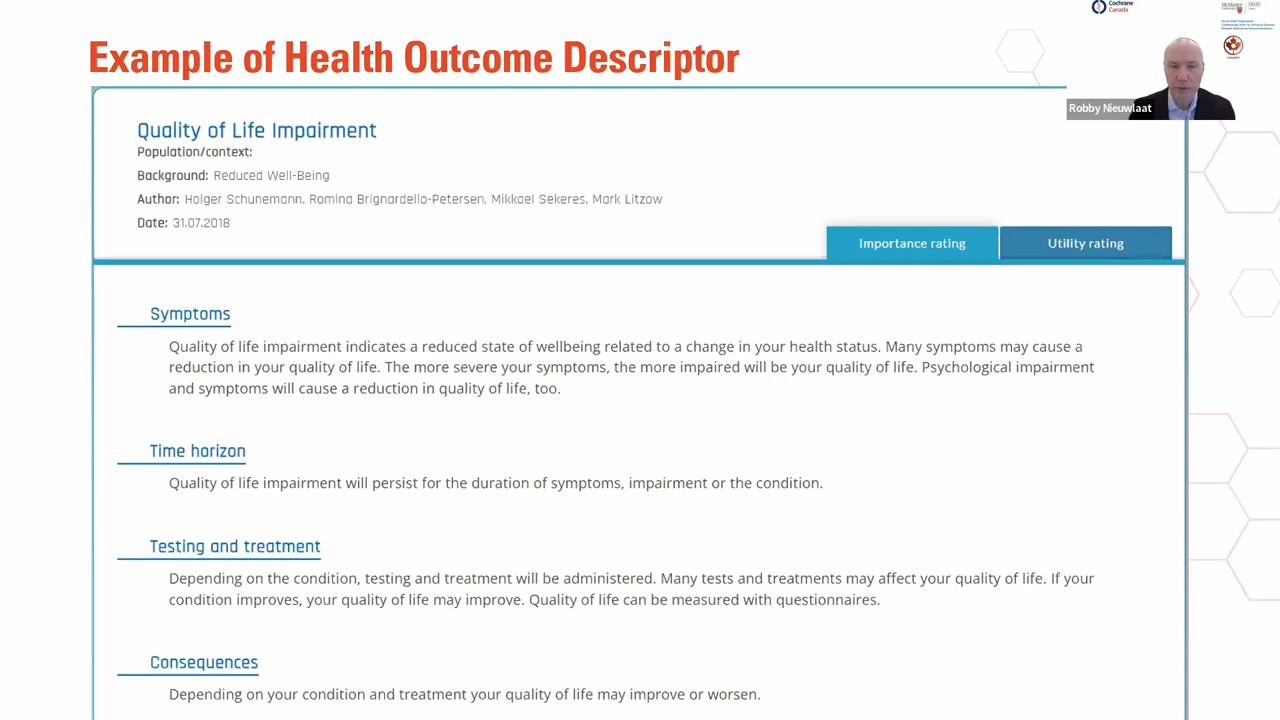 Cochrane
Canada
McMaster
University
Example of Health Outcome Descriptor
Robby Nieuwlaat
Quality of Life Impairment
Population/context:
Background: Reduced Well-Being
Author: Holger Schunemann, Romina Brignardello-Petersen, Mikkael Sekeres, Mark Litzow
Date: 31.07.2018
Importance rating
Utility rating
Symptoms
Quality of life impairment indicates a reduced state of wellbeing related to a change in your health status. Many symptoms may cause a
reduction in your quality of life. The more severe your symptoms, the more impaired will be your quality of life. Psychological impairment
and symptoms will cause a reduction in quality of life, too.
Time horizon
Quality of life impairment will persist for the duration of symptoms, impairment or the condition.
Testing and treatment
Depending on the condition, testing and treatment will be administered. Many tests and treatments may affect your quality of life. If your
condition improves, your quality of life may improve. Quality of life can be measured with questionnaires.
Consequences
Depending on your condition and treatment your quality of life may improve or worsen.